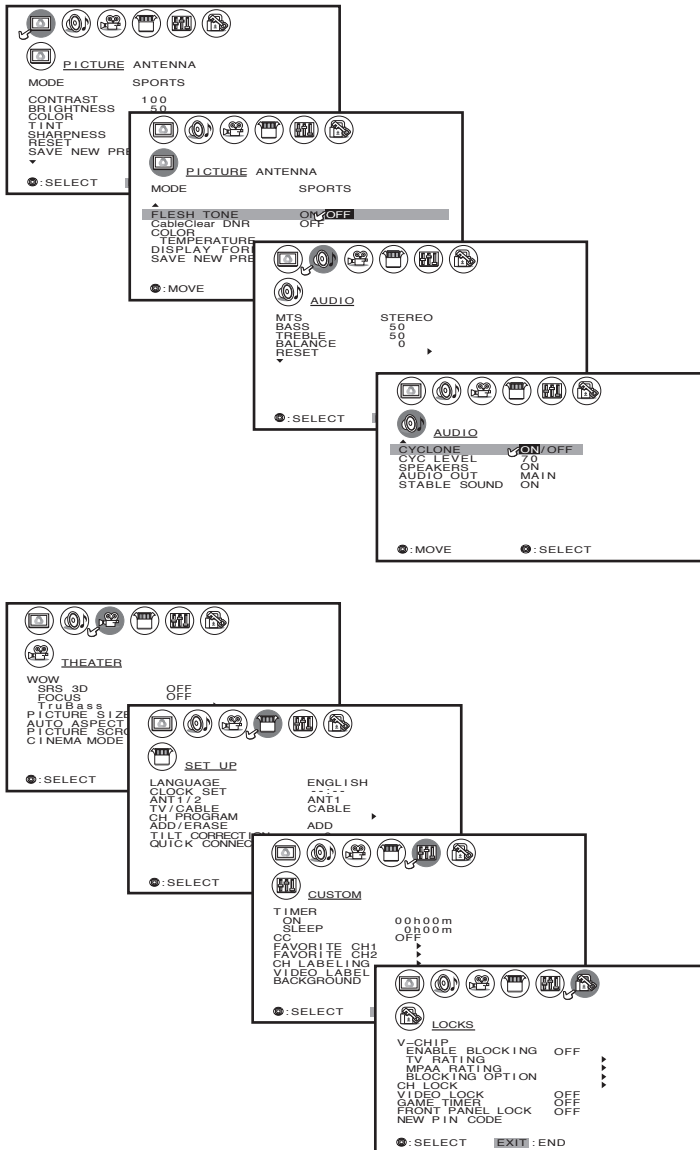 PICTURE ANTENNA
MODE SPORTS
CONTRAST 100
BRIGHTNESS 50
COLOR
TINT
SHARPNESS
RESET
SAVE NEW PRE
:SELECT
PICTURE ANTENNA
MODE SPORTS
FLESH TONE ON OFF
CableClear DNR OFF
COLOR
TEMPERATURE
DISPLAY FOR
SAVE NEW PRE
:MOVE
AUDIO
MTS STEREO
BASS 50
TREBLE 50
BALANCE 0
RESET
:SELECT
AUDIO
CYCLONE ON/OFF
CYC LEVEL 70
SPEAKERS ON
AUDIO OUT MAIN
STABLE SOUND ON
:MOVE :SELECT
THEATER
WOW
SRS 3D OFF
FOCUS OFF
TruBass
PICTURE SIZE
AUTO ASPECT
PICTURE SCRO
CINEMA MODE
:SELECT
SET UP
LANGUAGE ENGLISH
CLOCK SET --:--
ANT1/2 ANT1
TV/CABLE CABLE
CH PROGRAM
ADD/ERASE ADD
TILT CORRECTI
QUICK CONNEC
:SELECT
CUSTOM
TIMER
ON 00h00m
SLEEP 0h00m
CC OFF
FAVORITE CH1
FAVORITE CH2
CH LABELING
VIDEO LABEL
BACKGROUND
:SELECT
LOCKS
V-CHIP
ENABLE BLOCKING OFF
TV RATING
MPAA RATING
BLOCKING OPTION
CH LOCK
VIDEO LOCK OFF
GAME TIMER OFF
FRONT PANEL LOCK OFF
NEW PIN CODE
:SELECT EXIT :END